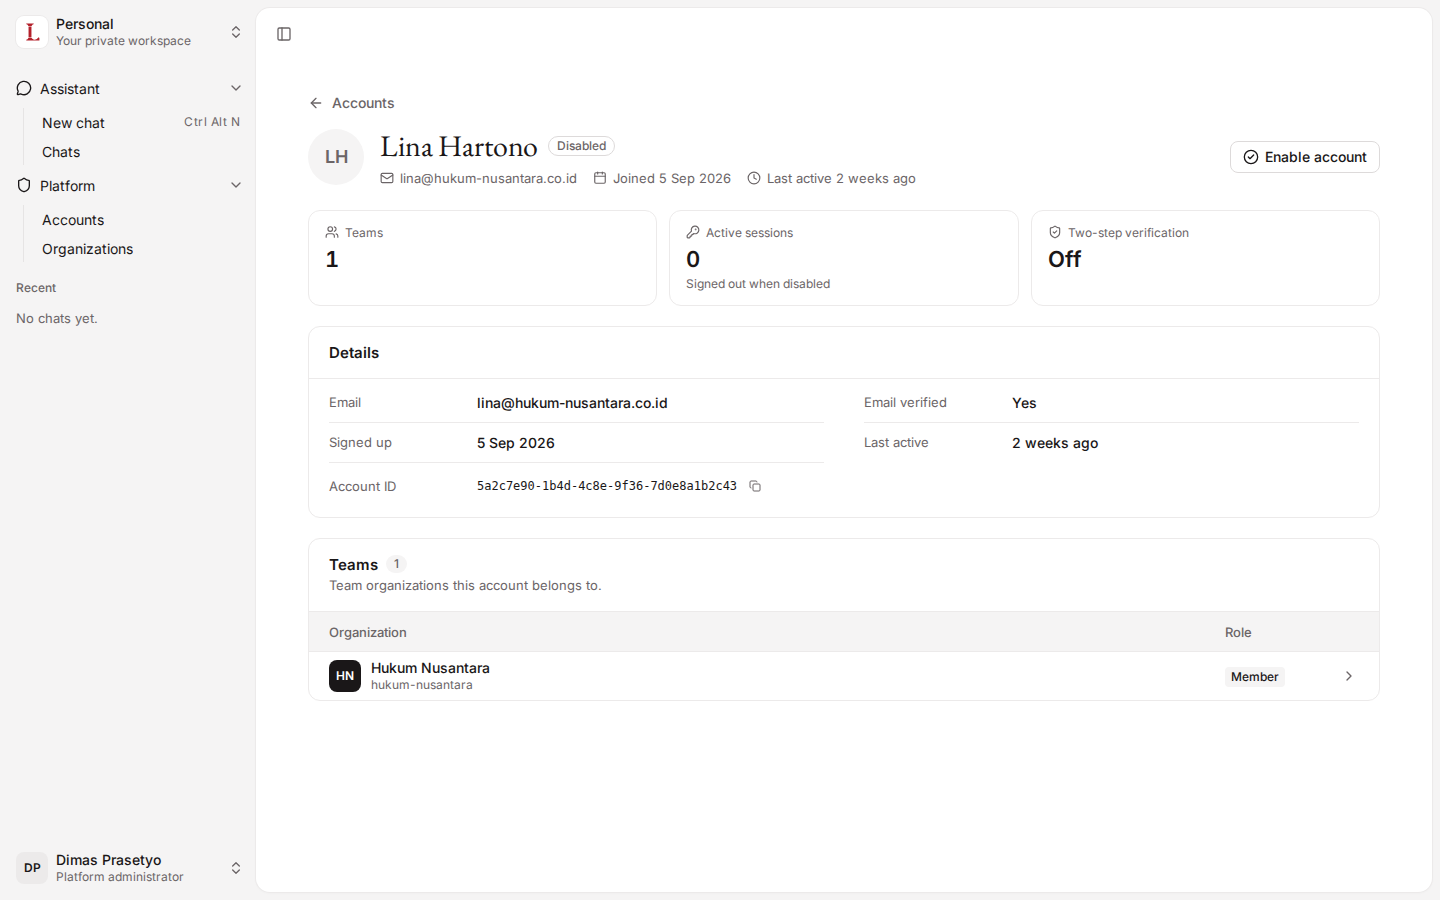 L
Personal
Your private workspace
Assistant
New chat
Ctrl Alt N
Chats
Platform
Accounts
Organizations
Recent
No chats yet.
DP
Dimas Prasetyo
Platform administrator
Accounts
LH
Lina Hartono
Disabled
lina@hukum-nusantara.co.id
Joined 5 Sep 2026
Last active 2 weeks ago
Enable account
Teams
1
Active sessions
0
Signed out when disabled
Two-step verification
Off
Details
Email
lina@hukum-nusantara.co.id
Email verified
Yes
Signed up
5 Sep 2026
Last active
2 weeks ago
Account ID
5a2c7e90-1b4d-4c8e-9f36-7d0e8a1b2c43
Teams
1
Team organizations this account belongs to.
Organization
Role
HN
Hukum Nusantara
hukum-nusantara
Member